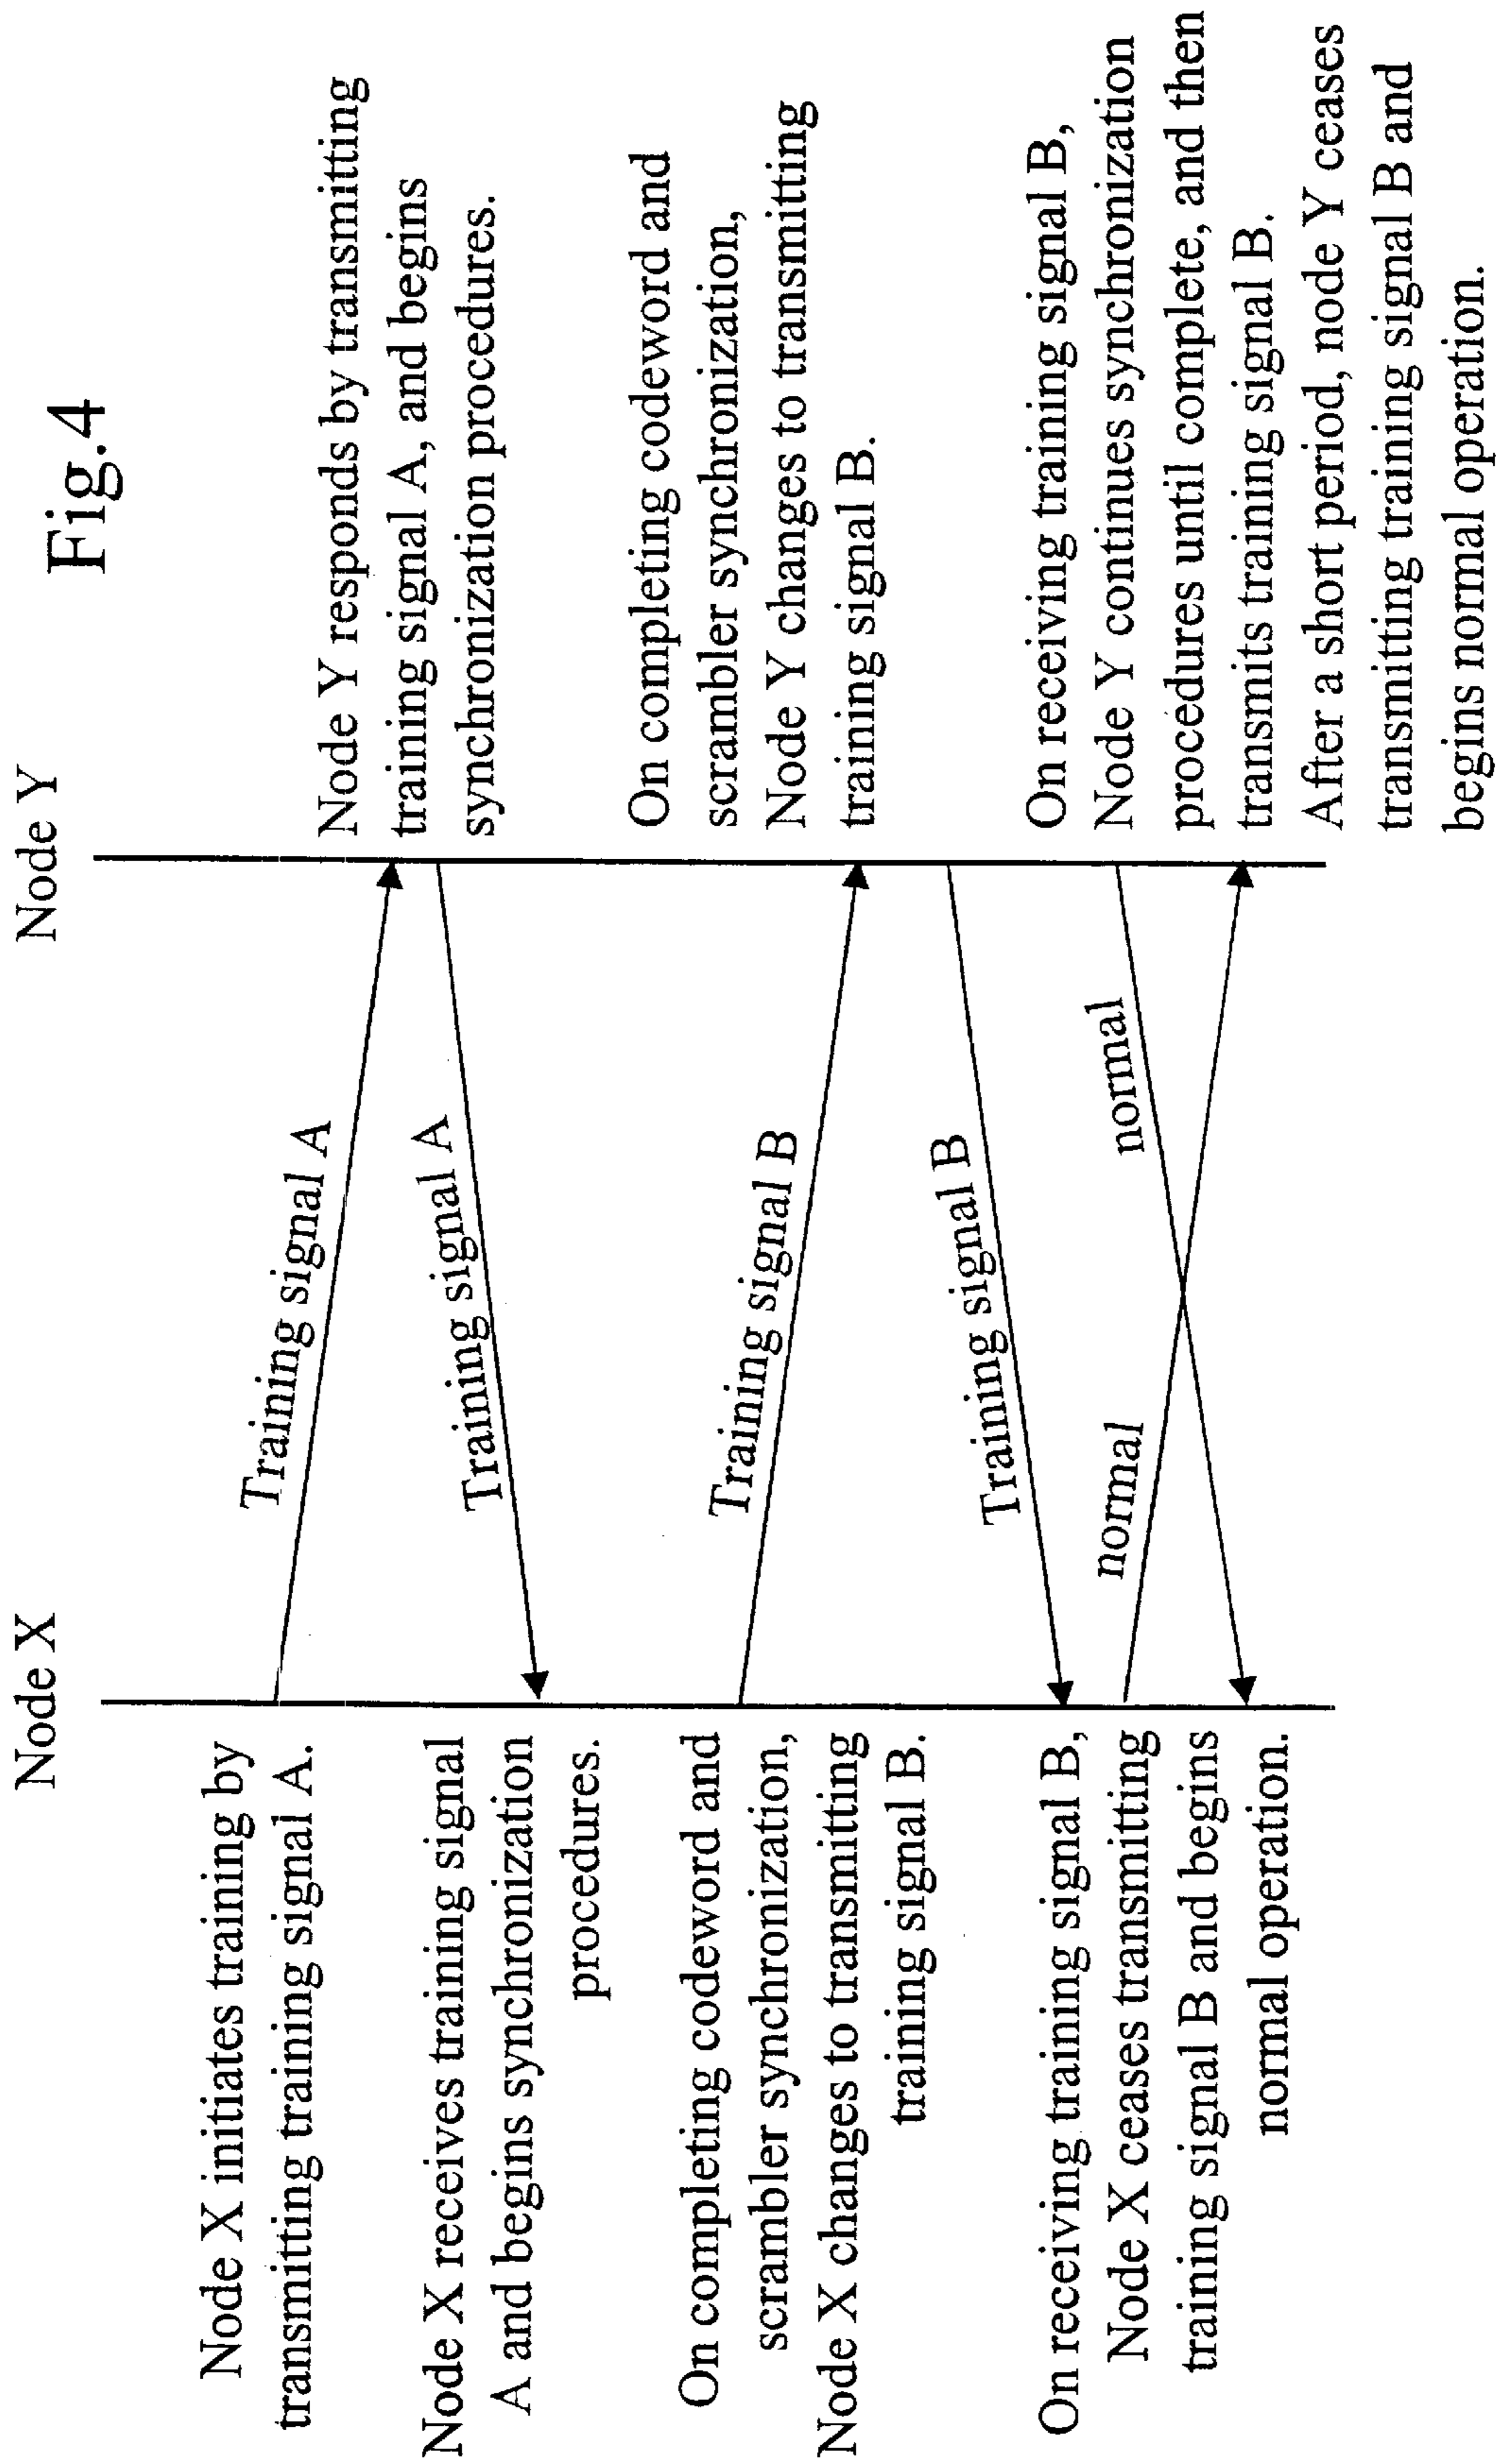 Fig.4
Node X
Node Y
Node X initiates training by
transmitting training signal A.
Training signal A
Node Y responds by transmitting
training signal A, and begins
synchronization procedures.
Training signal A
Node X receives training signal
A and begins synchronization
procedures.
On completing codeword and
scrambler synchronization,
Node X changes to transmitting
training signal B.
Training signal B
On completing codeword and
scrambler synchronization,
Node Y changes to transmitting
training signal B.
Training signal B
On receiving training signal B,
Node X ceases transmitting
training signal B and begins
normal operation.
normal
normal
On receiving training signal B,
Node Y continues synchronization
procedures until complete, and then
transmits training signal B.
After a short period, node Y ceases
transmitting training signal B and
begins normal operation.